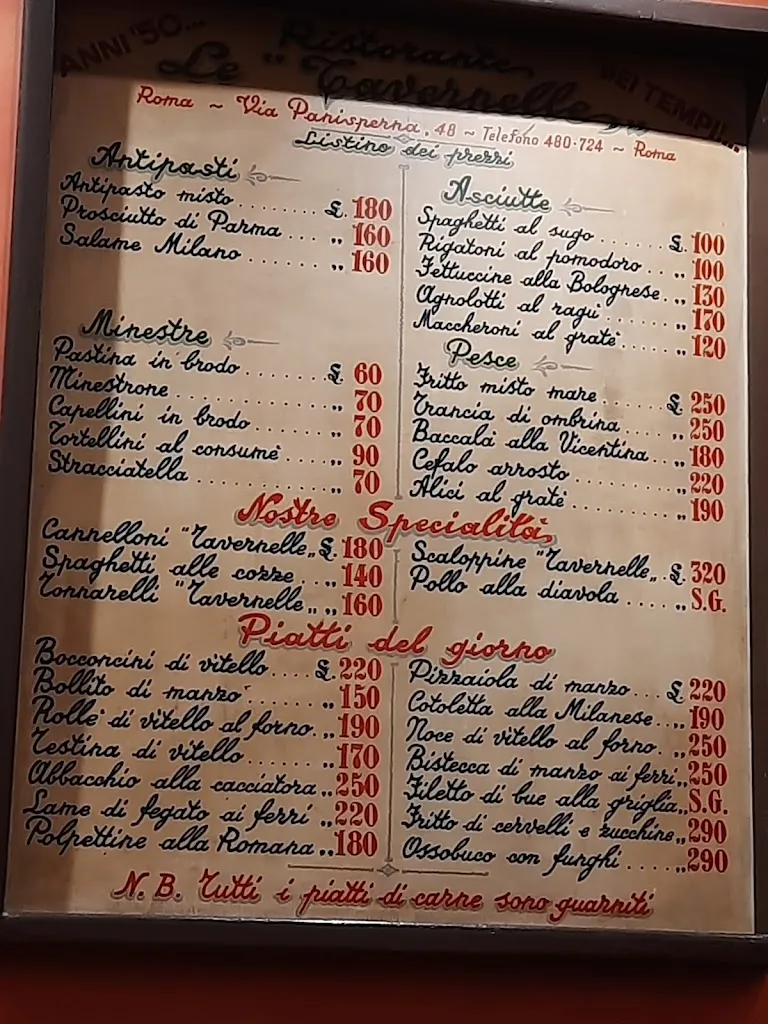 ANNI '50... BEI TEMPI!...
Ristorante
Le "Tavernelle"
Roma ~ Via Panisperna, 48 ~ Telefono 480-724 ~ Roma
Listino dei prezzi
Antipasti
Antipasto misto ........ £. 180
Prosciutto di Parma .... „ 160
Salame Milano ........ „ 160
Minestre
Pastina in brodo ........ £. 60
Minestrone ............ „ 70
Capellini in brodo ...... „ 70
Tortellini al consumè .... „ 90
Stracciatella ........... „ 70
Asciutte
Spaghetti al sugo ....... £. 100
Rigatoni al pomodoro ... „ 100
Fettuccine alla Bolognese .. „ 130
Agnolotti al ragù ....... „ 170
Maccheroni al gratè ..... „ 120
Pesce
Fritto misto mare ...... £. 250
Trancia di ombrina ..... „ 250
Baccalà alla Vicentina ... „ 180
Cefalo arrosto ......... „ 220
Alici al gratè .......... „ 190
Nostre Specialità
Cannelloni "Tavernelle„ £. 180
Spaghetti alle cozze ... „ 140
Tonnarelli "Tavernelle„ „ 160
Scaloppine "Tavernelle„ . £. 320
Pollo alla diavola ..... „ S.G.
Piatti del giorno
Bocconcini di vitello .... £. 220
Bollito di manzo ....... „ 150
Rollè di vitello al forno . „ 190
Testina di vitello ....... „ 170
Abbacchio alla cacciatora „ 250
Lame di fegato ai ferri „ 220
Polpettine alla Romana .. „ 180
Pizzaiola di manzo ... £. 220
Cotoletta alla Milanese ... „ 190
Noce di vitello al forno . „ 250
Bistecca di manzo ai ferri „ 250
Filetto di bue alla griglia „ S.G.
Fritto di cervelli e zucchine „ 290
Ossobuco con funghi .... „ 290
N.B. Tutti i piatti di carne sono guarniti